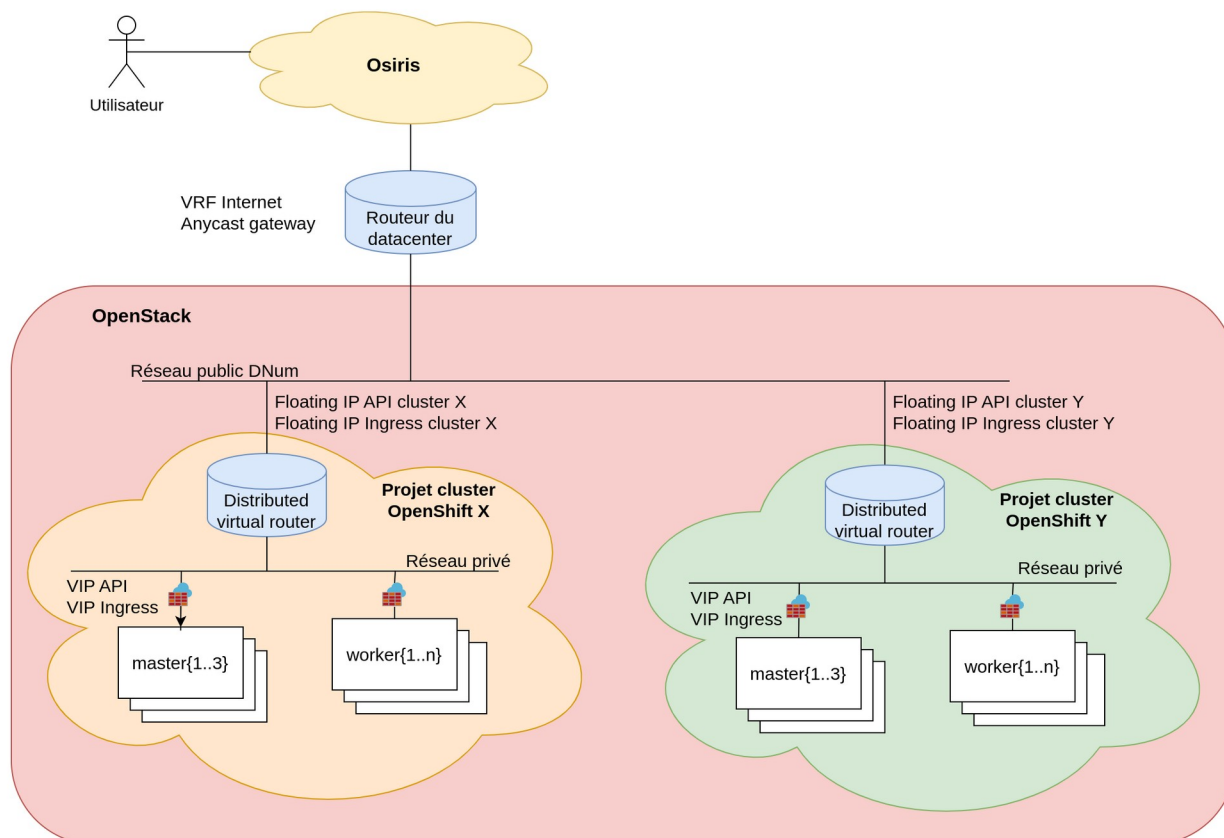 Osiris
Utilisateur
VRF Internet
Anycast gateway
Routeur du
datacenter
OpenStack
Réseau public DNum
Floating IP API cluster X
Floating IP Ingress cluster X
Floating IP API cluster Y
Floating IP Ingress cluster Y
Distributed
virtual router
Projet cluster
OpenShift X
Réseau privé
VIP API
VIP Ingress
master{1..3}
worker{1..n}
Distributed
virtual router
Projet cluster
OpenShift Y
Réseau privé
VIP API
VIP Ingress
master{1..3}
worker{1..n}